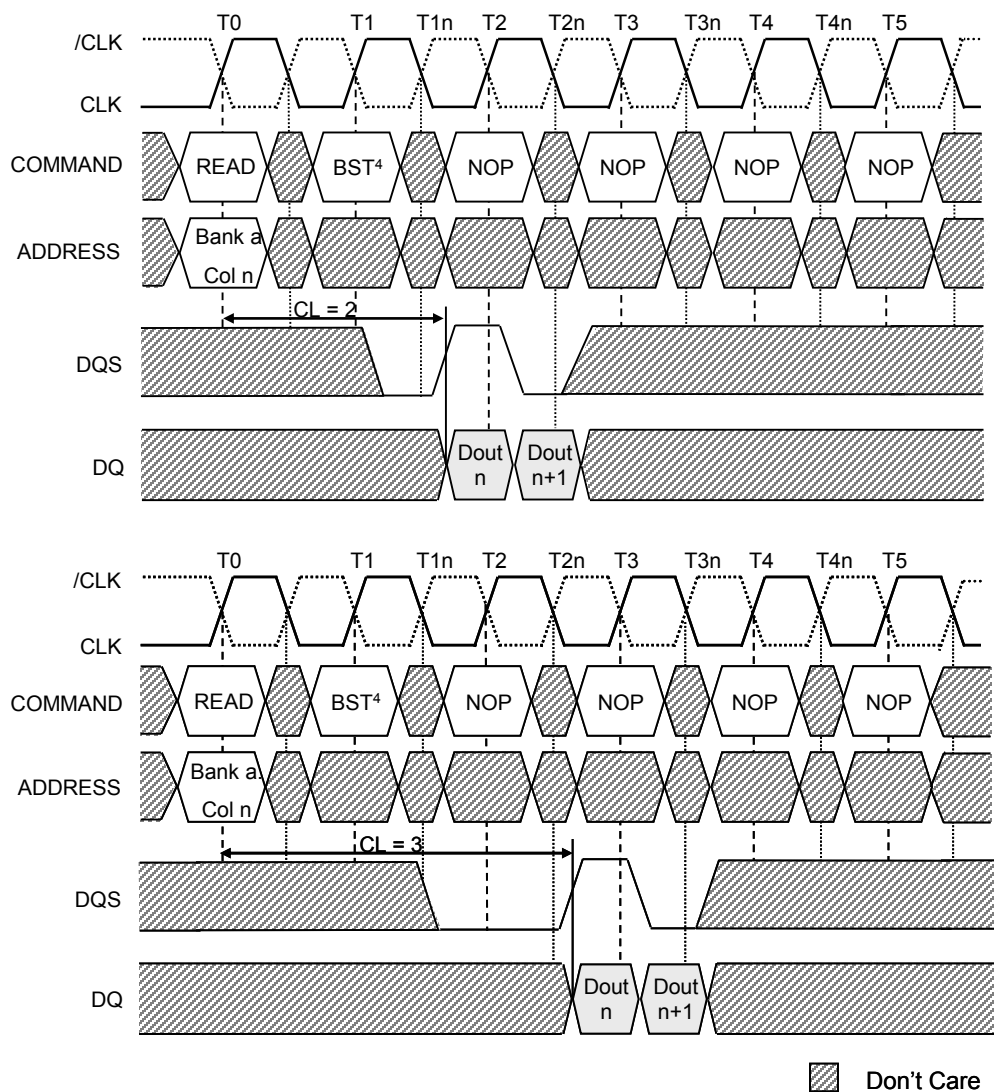 T0 T1 T1n T2 T2n T3 T3n T4 T4n T5
/CLK
CLK
COMMAND READ BST4 NOP NOP NOP NOP
ADDRESS Bank a
Col n
CL = 2
DQS
DQ Dout n Dout n+1
T0 T1 T1n T2 T2n T3 T3n T4 T4n T5
/CLK
CLK
COMMAND READ BST4 NOP NOP NOP NOP
ADDRESS Bank a.
Col n
CL = 3
DQS
DQ Dout n Dout n+1
Don't Care